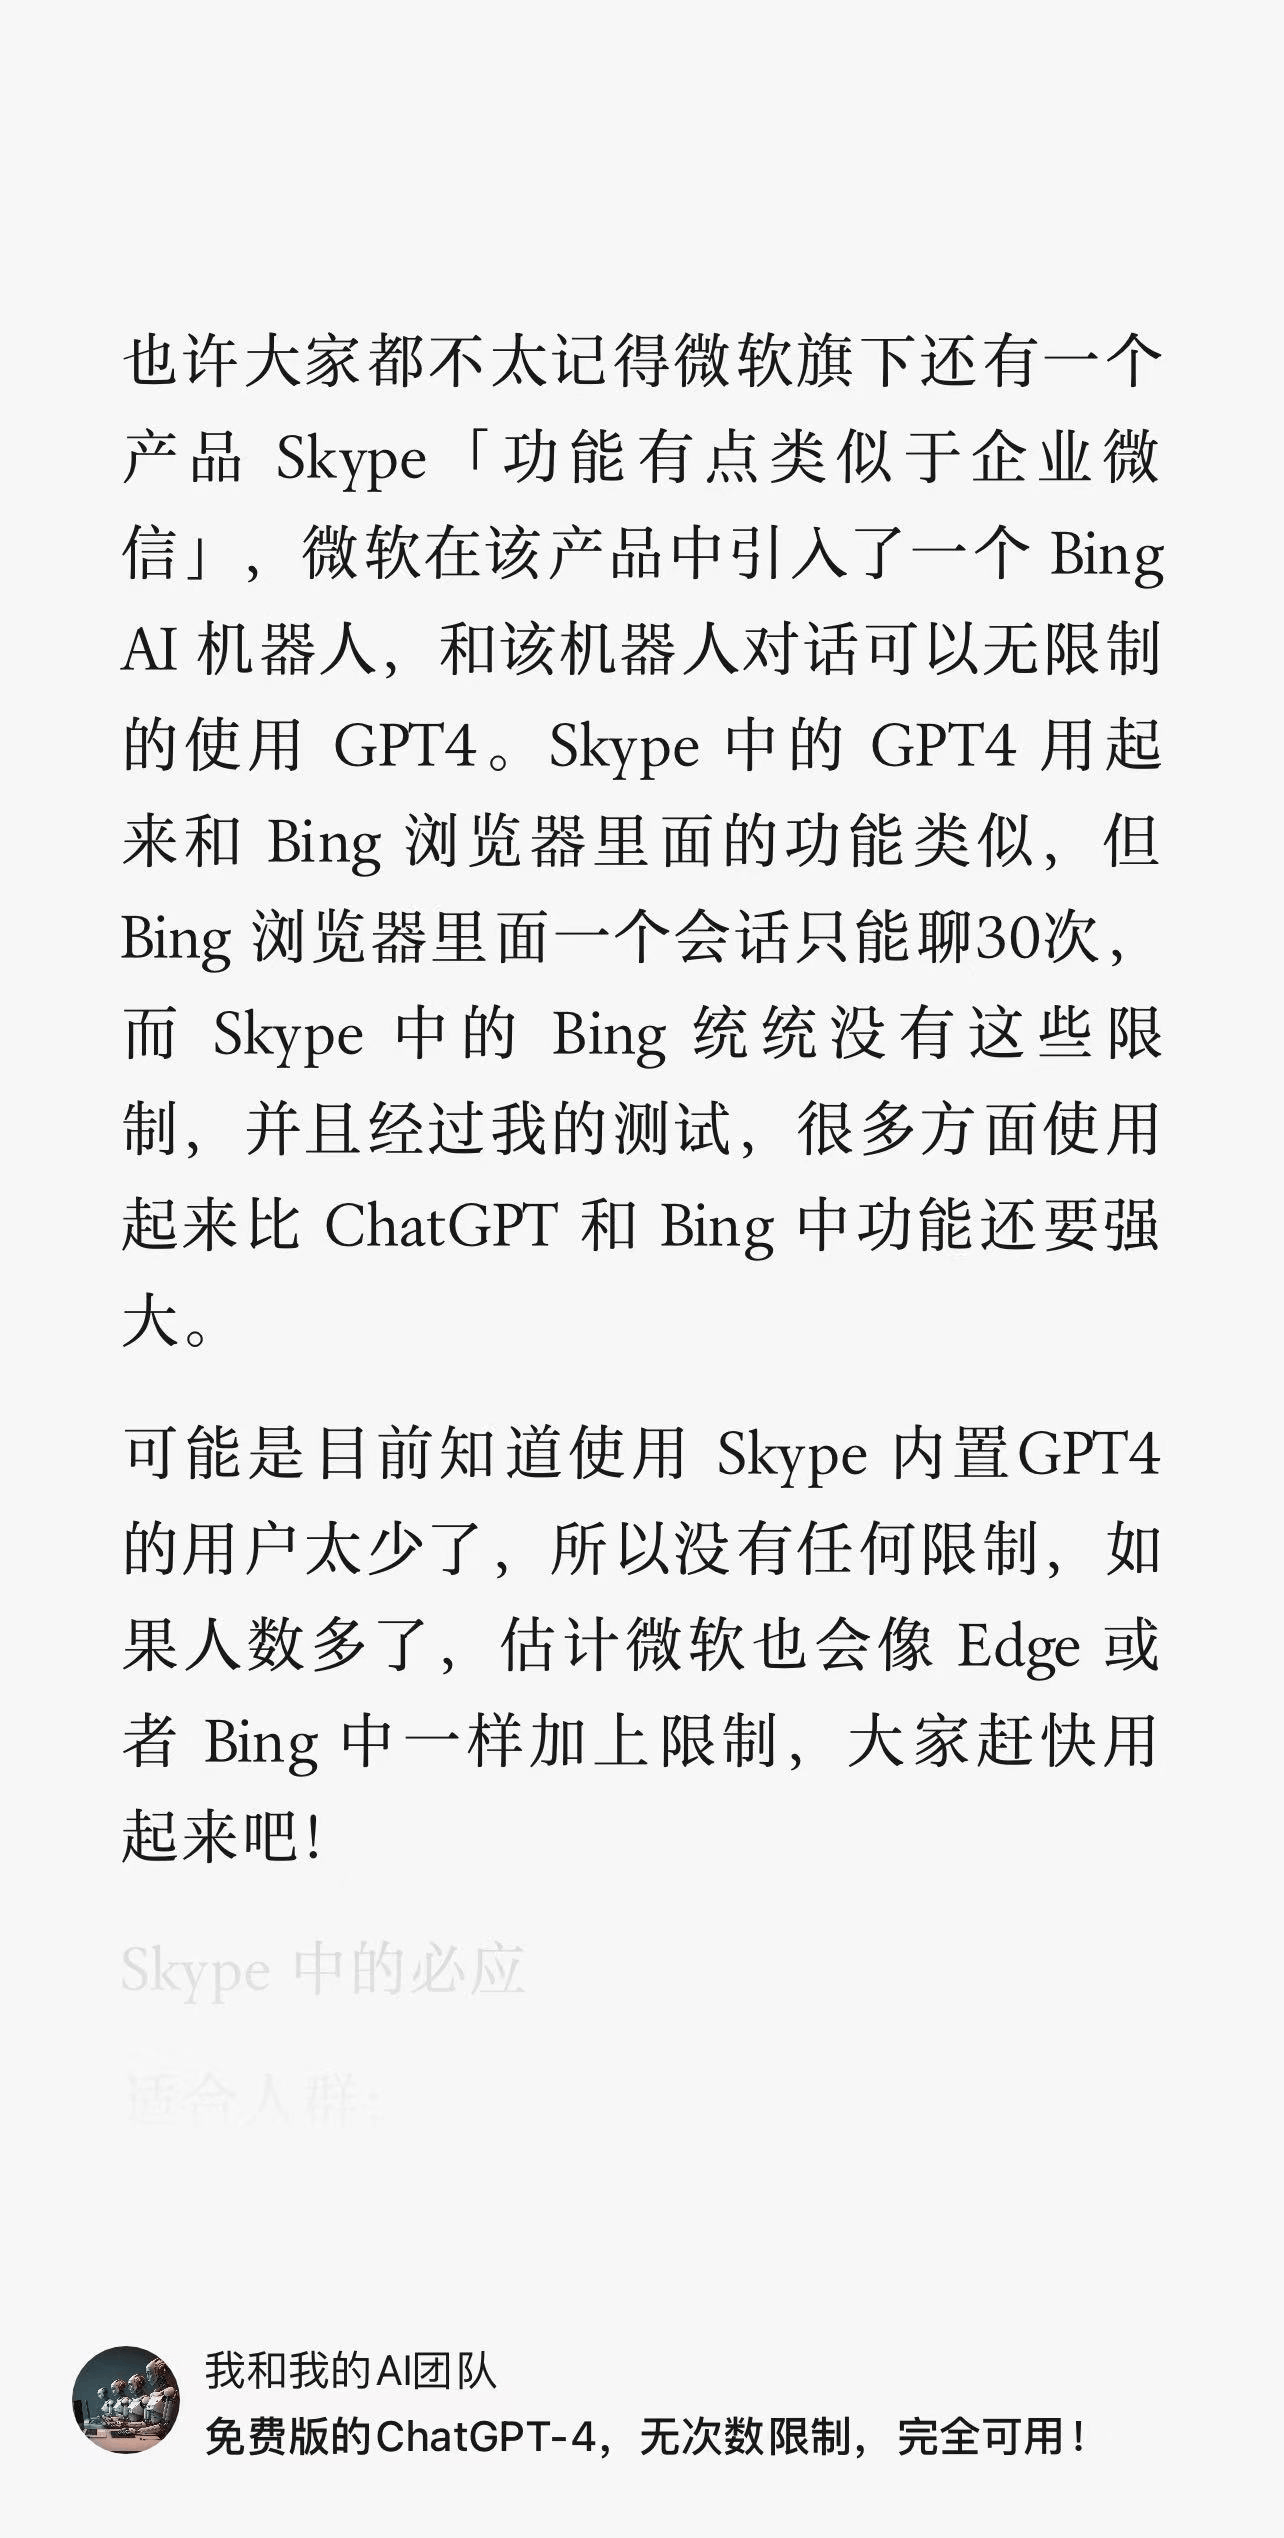 也许大家都不太记得微软旗下还有一个
产品 Skype「功能有点类似于企业微
信」，微软在该产品中引入了一个 Bing
AI 机器人，和该机器人对话可以无限制
的使用 GPT4。Skype 中的 GPT4 用起
来和 Bing 浏览器里面的功能类似，但
Bing 浏览器里面一个会话只能聊30次，
而 Skype 中的 Bing 统统没有这些限
制，并且经过我的测试，很多方面使用
起来比 ChatGPT 和 Bing 中功能还要强
大。
可能是目前知道使用 Skype 内置GPT4
的用户太少了，所以没有任何限制，如
果人数多了，估计微软也会像 Edge 或
者 Bing 中一样加上限制，大家赶快用
起来吧！
Skype 中的必应
适合人群：
我和我的AI团队
免费版的ChatGPT-4，无次数限制，完全可用！